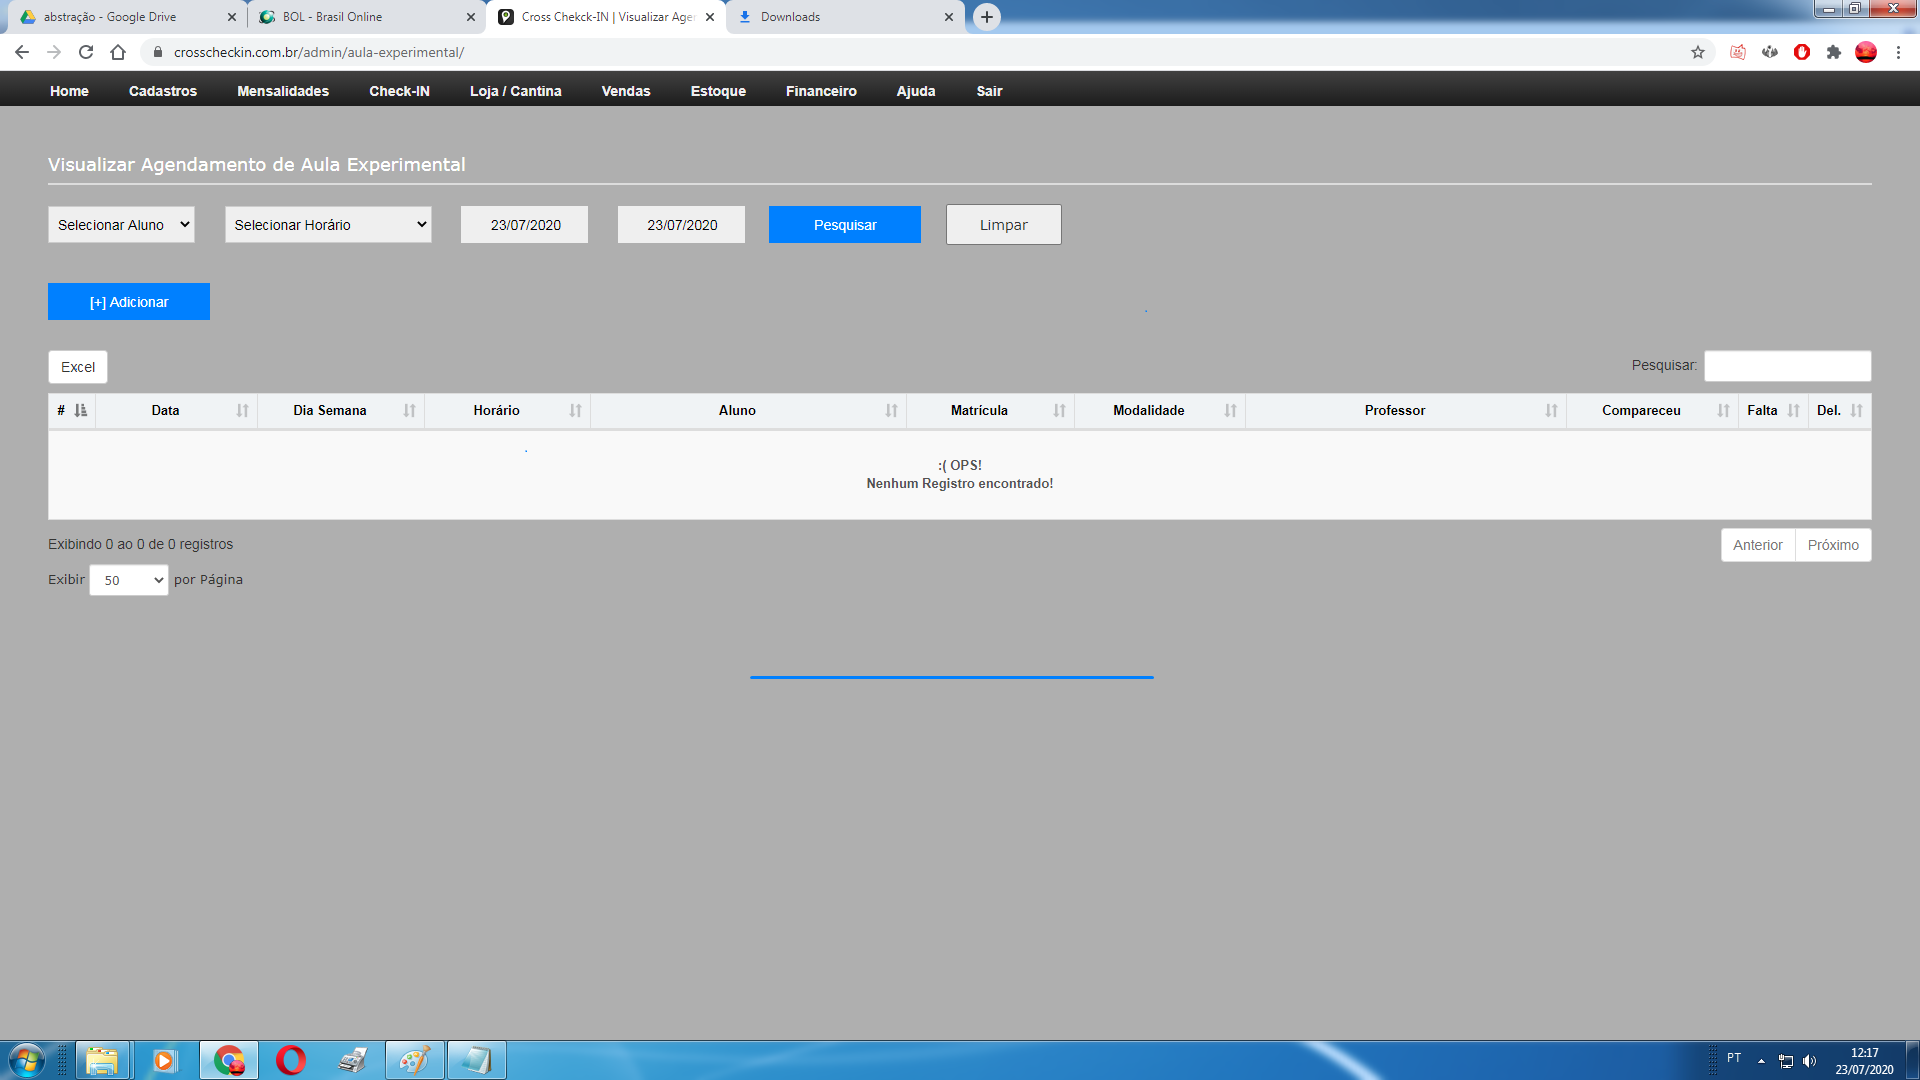 abstração - Google Drive
BOL - Brasil Online
Cross Chekck-IN | Visualizar Ager
Downloads
crosscheckin.com.br/admin/aula-experimental/
Home Cadastros Mensalidades Check-IN Loja / Cantina Vendas Estoque Financeiro Ajuda Sair
Visualizar Agendamento de Aula Experimental
Selecionar Aluno Selecionar Horário 23/07/2020 23/07/2020 Pesquisar Limpar
[+] Adicionar
Excel Pesquisar:
# Data Dia Semana Horário Aluno Matrícula Modalidade Professor Compareceu Falta Del.
:( OPS!
Nenhum Registro encontrado!
Exibindo 0 ao 0 de 0 registros
Anterior Próximo
Exibir 50 por Página
PT
12:17
23/07/2020